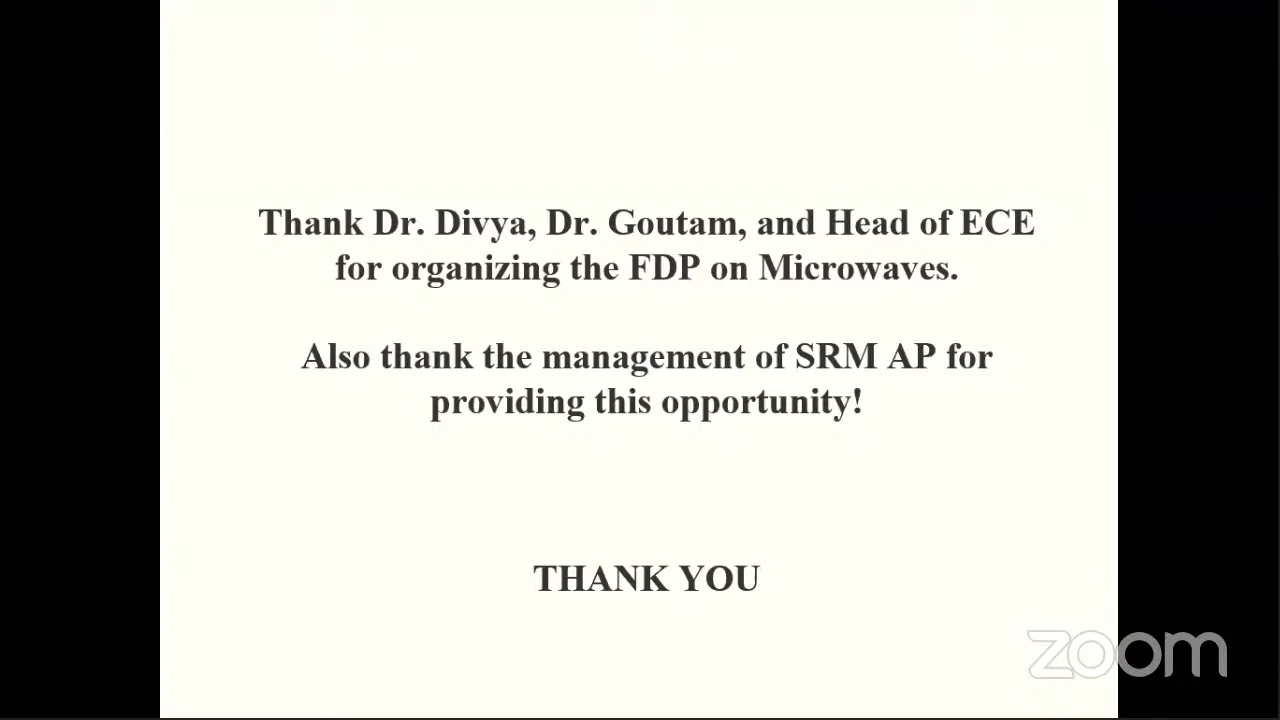 Thank Dr. Divya, Dr. Goutam, and Head of ECE
for organizing the FDP on Microwaves.
Also thank the management of SRM AP for
providing this opportunity!
THANK YOU
zoom